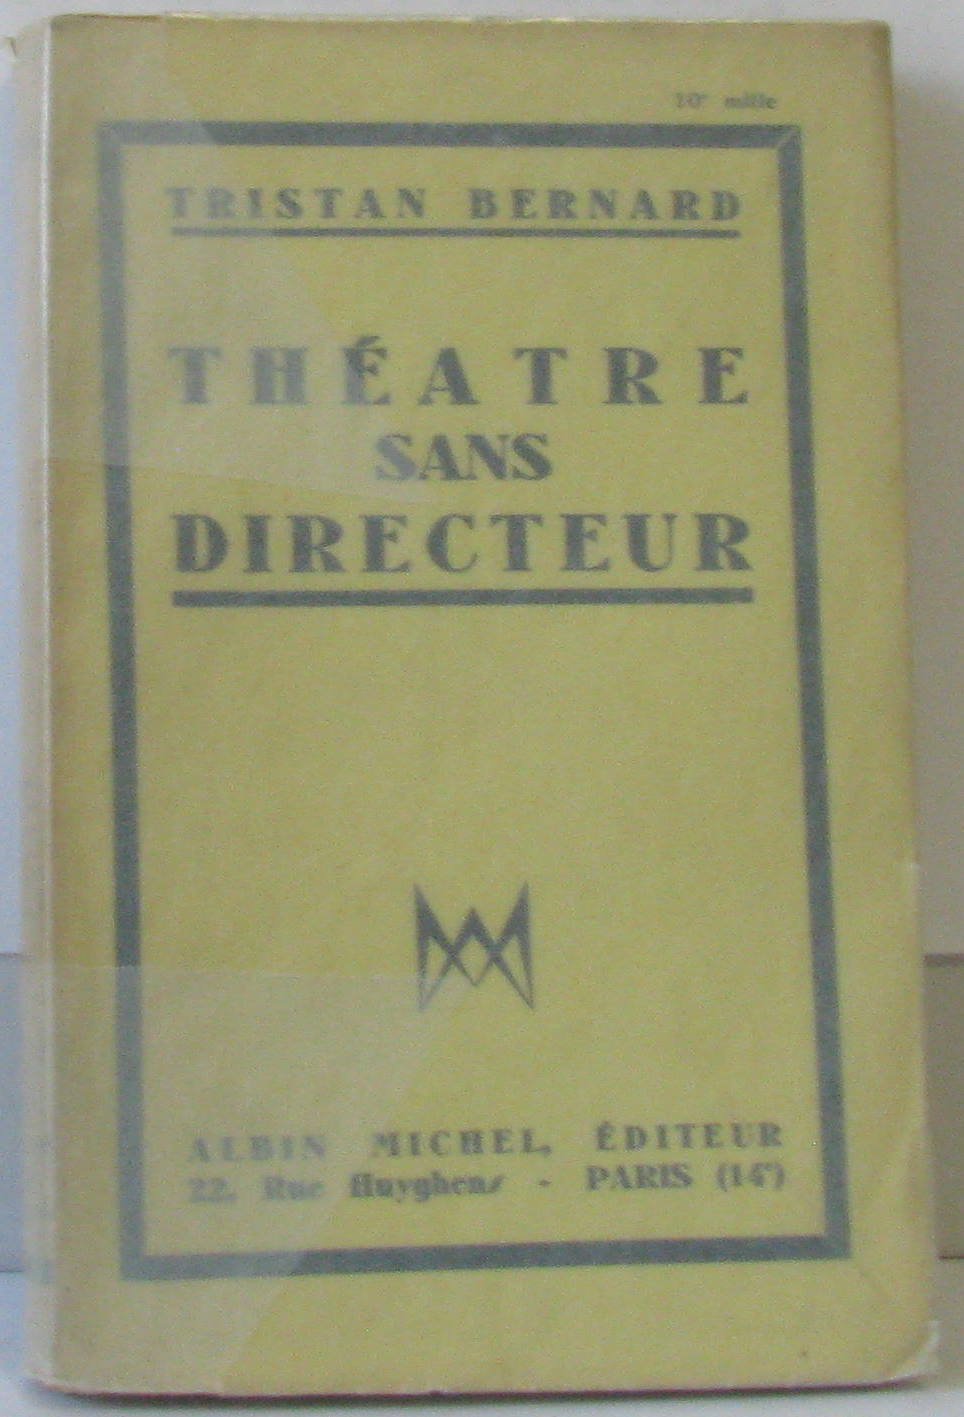 10e mille
TRISTAN BERNARD
THÉATRE
SANS
DIRECTEUR
ALBIN MICHEL, ÉDITEUR
22, Rue Huyghens - PARIS (14e)